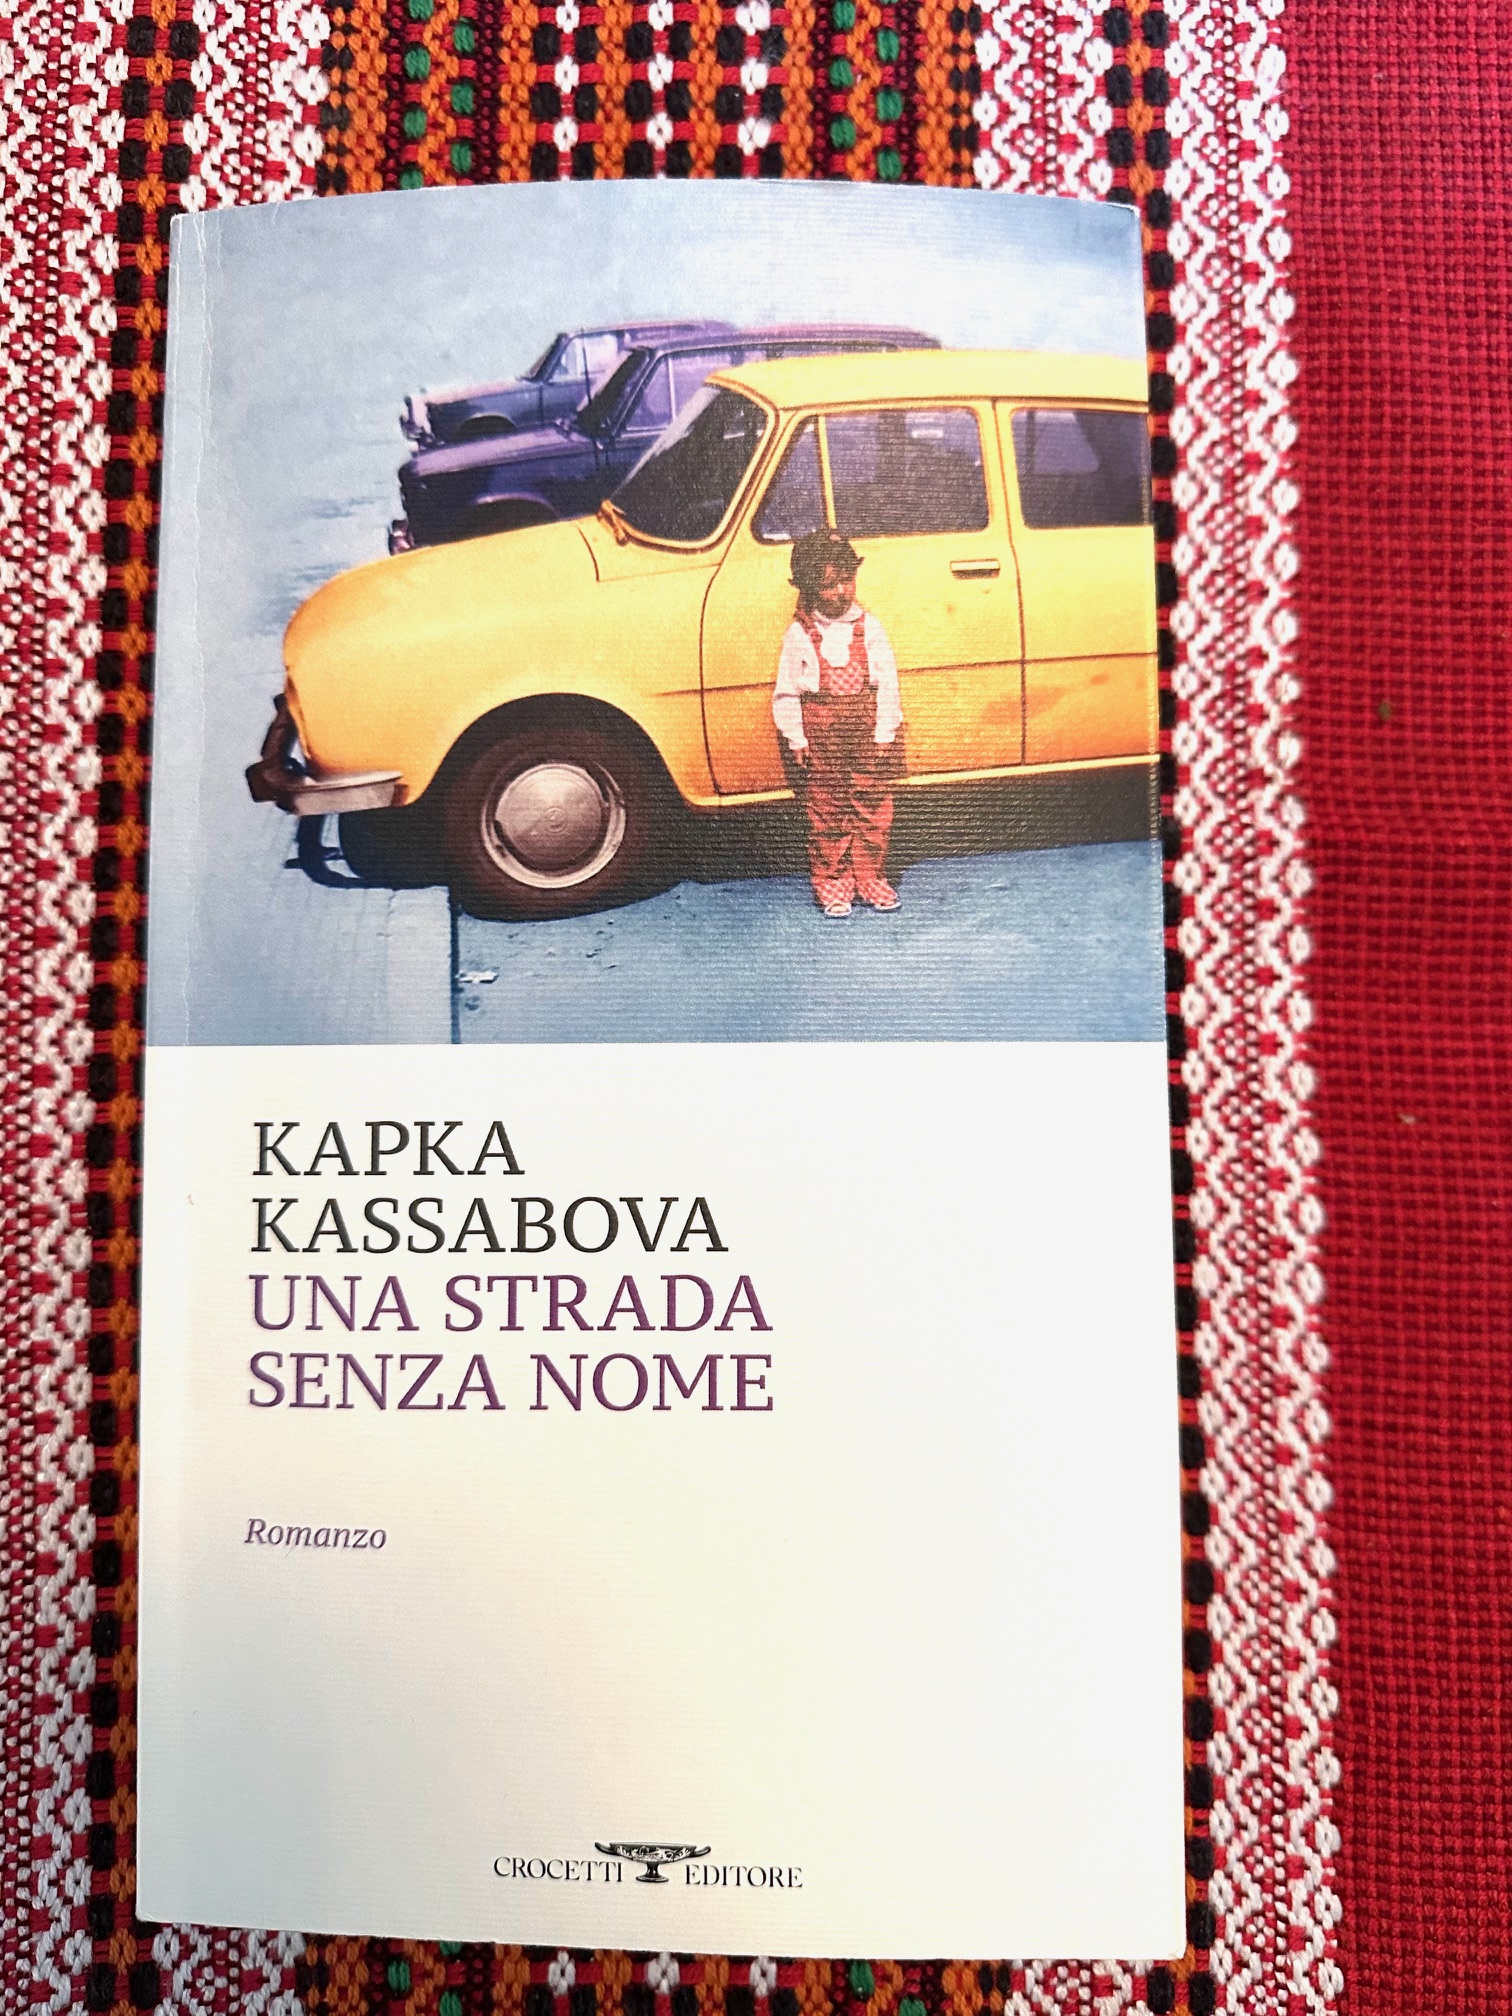 KAPKA
KASSABOVA
UNA STRADA
SENZA NOME
Romanzo
CROCETTI EDITORE